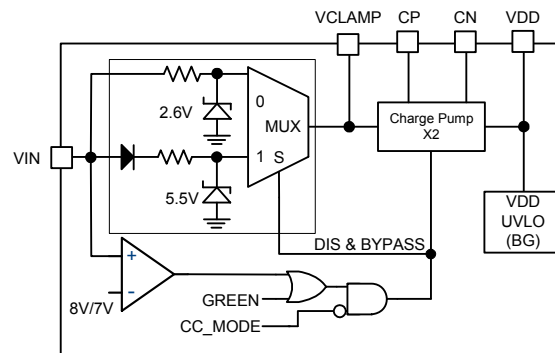 VCLAMP CP CN VDD
2.6V
0
MUX
1 S
Charge Pump
X2
VIN
5.5V
VDD
UVLO
(BG)
DIS & BYPASS
+
-
8V/7V
GREEN
CC_MODE